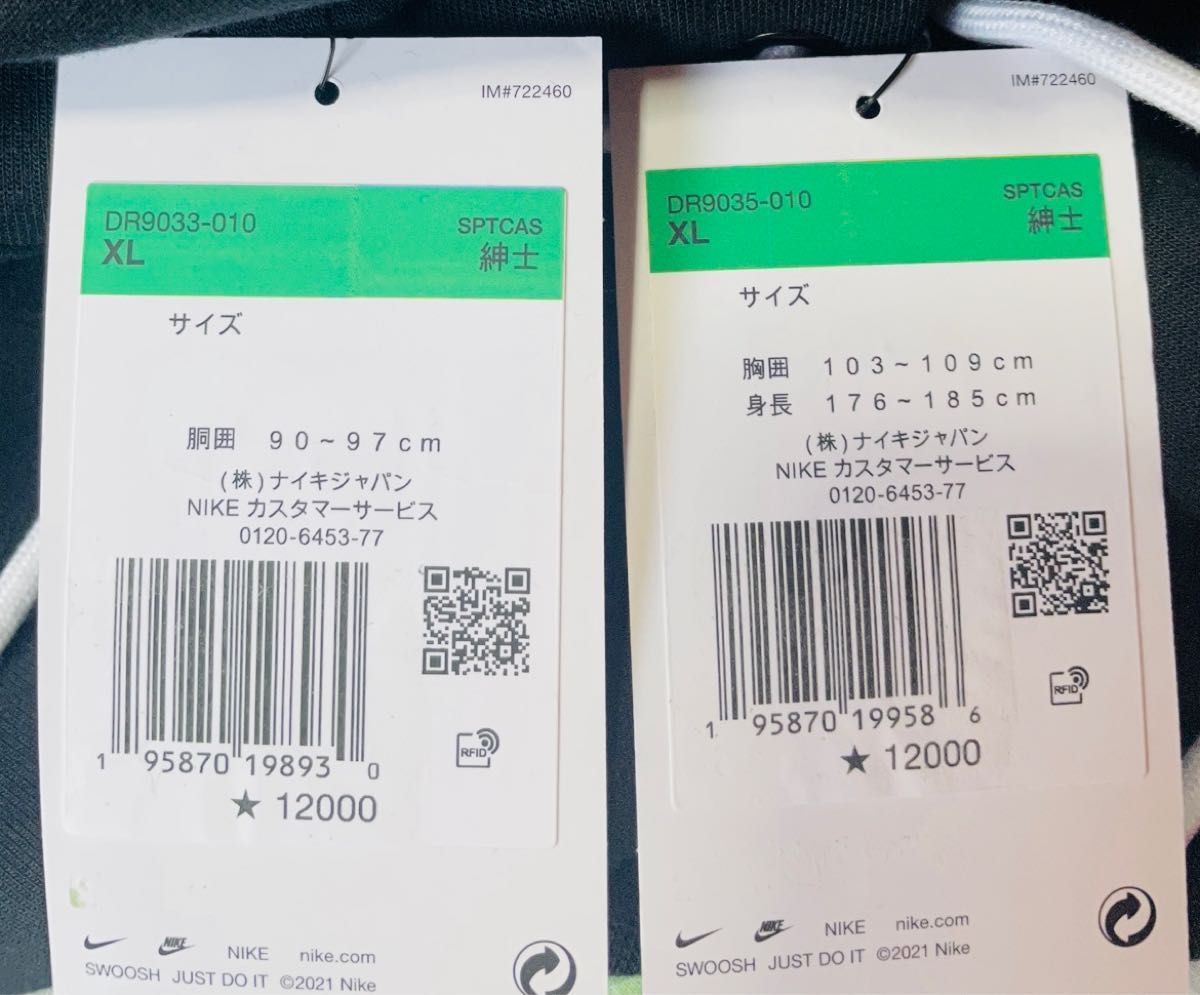 IM#722460
DR9033-010
XL
SPTCAS
紳士
サイズ
胴囲 90~97cm
(株)ナイキジャパン
NIKE カスタマーサービス
0120-6453-77
1 95870 19893 0
RFID
★ 12000
NIKE NIKE nike.com
SWOOSH JUST DO IT ©2021 Nike
IM#722460
DR9035-010
XL
SPTCAS
紳士
サイズ
胸囲 103~109cm
身長 176~185cm
(株)ナイキジャパン
NIKE カスタマーサービス
0120-6453-77
1 95870 19958 6
RFID
★ 12000
NIKE NIKE nike.com
SWOOSH JUST DO IT ©2021 Nike